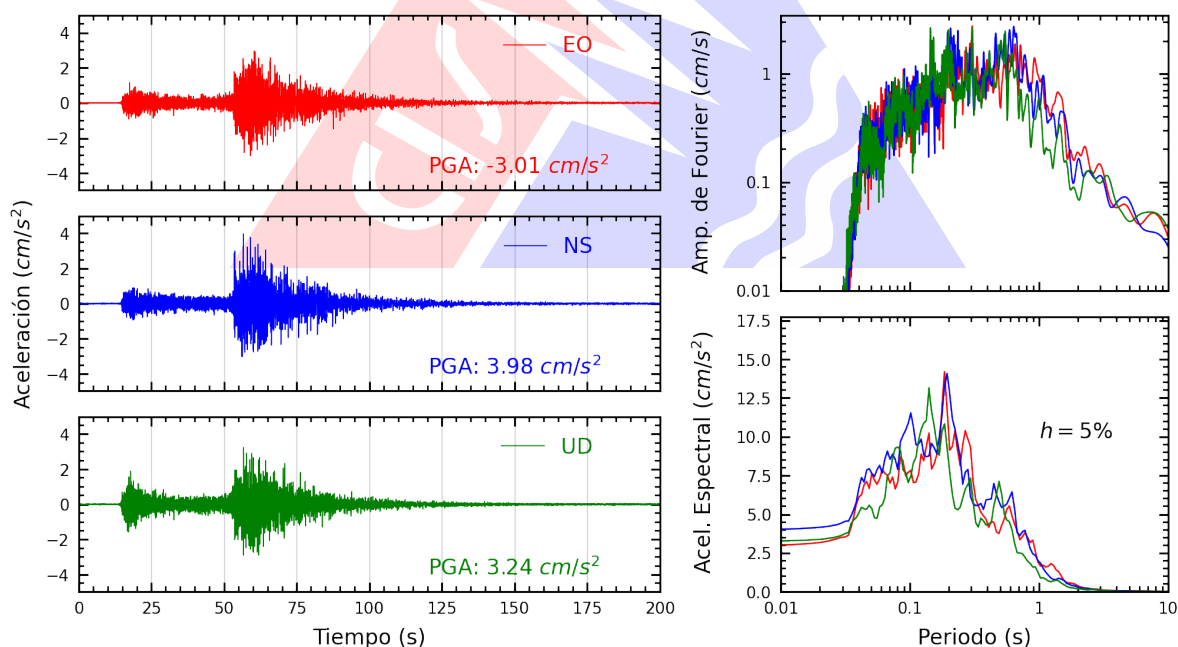 Aceleración (cm/s²)
4
2
0
−2
−4
EO
PGA: -3.01 cm/s²
4
2
0
−2
−4
NS
PGA: 3.98 cm/s²
4
2
0
−2
−4
UD
PGA: 3.24 cm/s²
0 25 50 75 100 125 150 175 200
Tiempo (s)
Amp. de Fourier (cm/s)
1
0.1
0.01
Acel. Espectral (cm/s²)
17.5
15.0
12.5
10.0
7.5
5.0
2.5
0.0
h = 5%
0.01 0.1 1 10
Periodo (s)